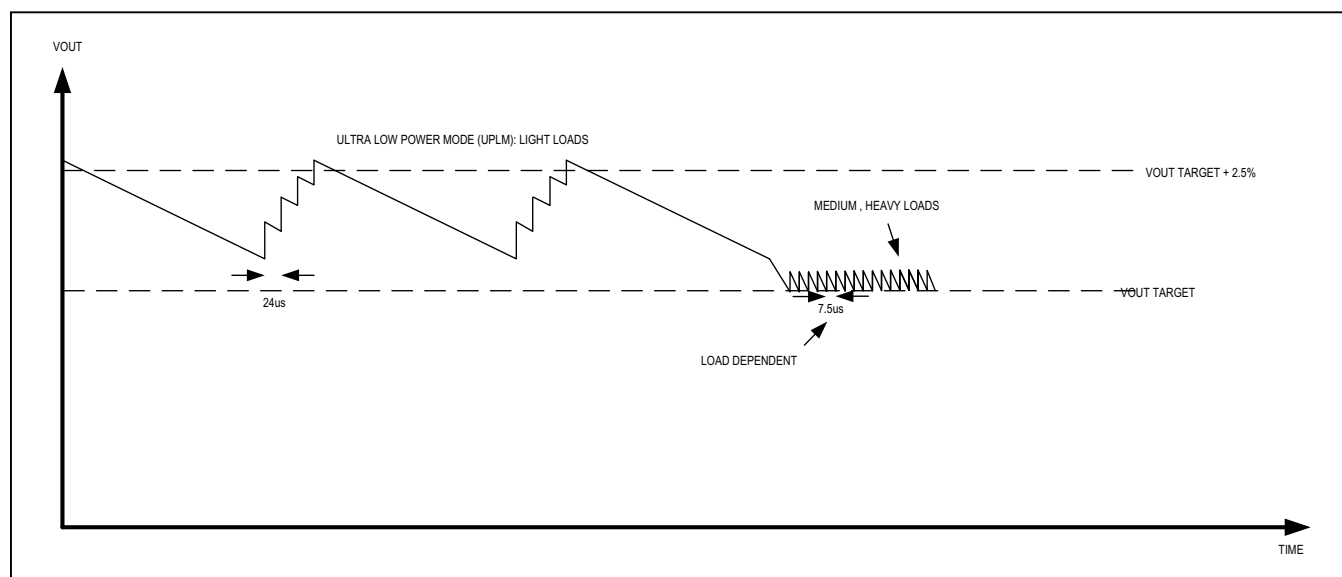 VOUT
ULTRA LOW POWER MODE (UPLM): LIGHT LOADS
VOUT TARGET + 2.5%
MEDIUM , HEAVY LOADS
24us
VOUT TARGET
7.5us
LOAD DEPENDENT
TIME